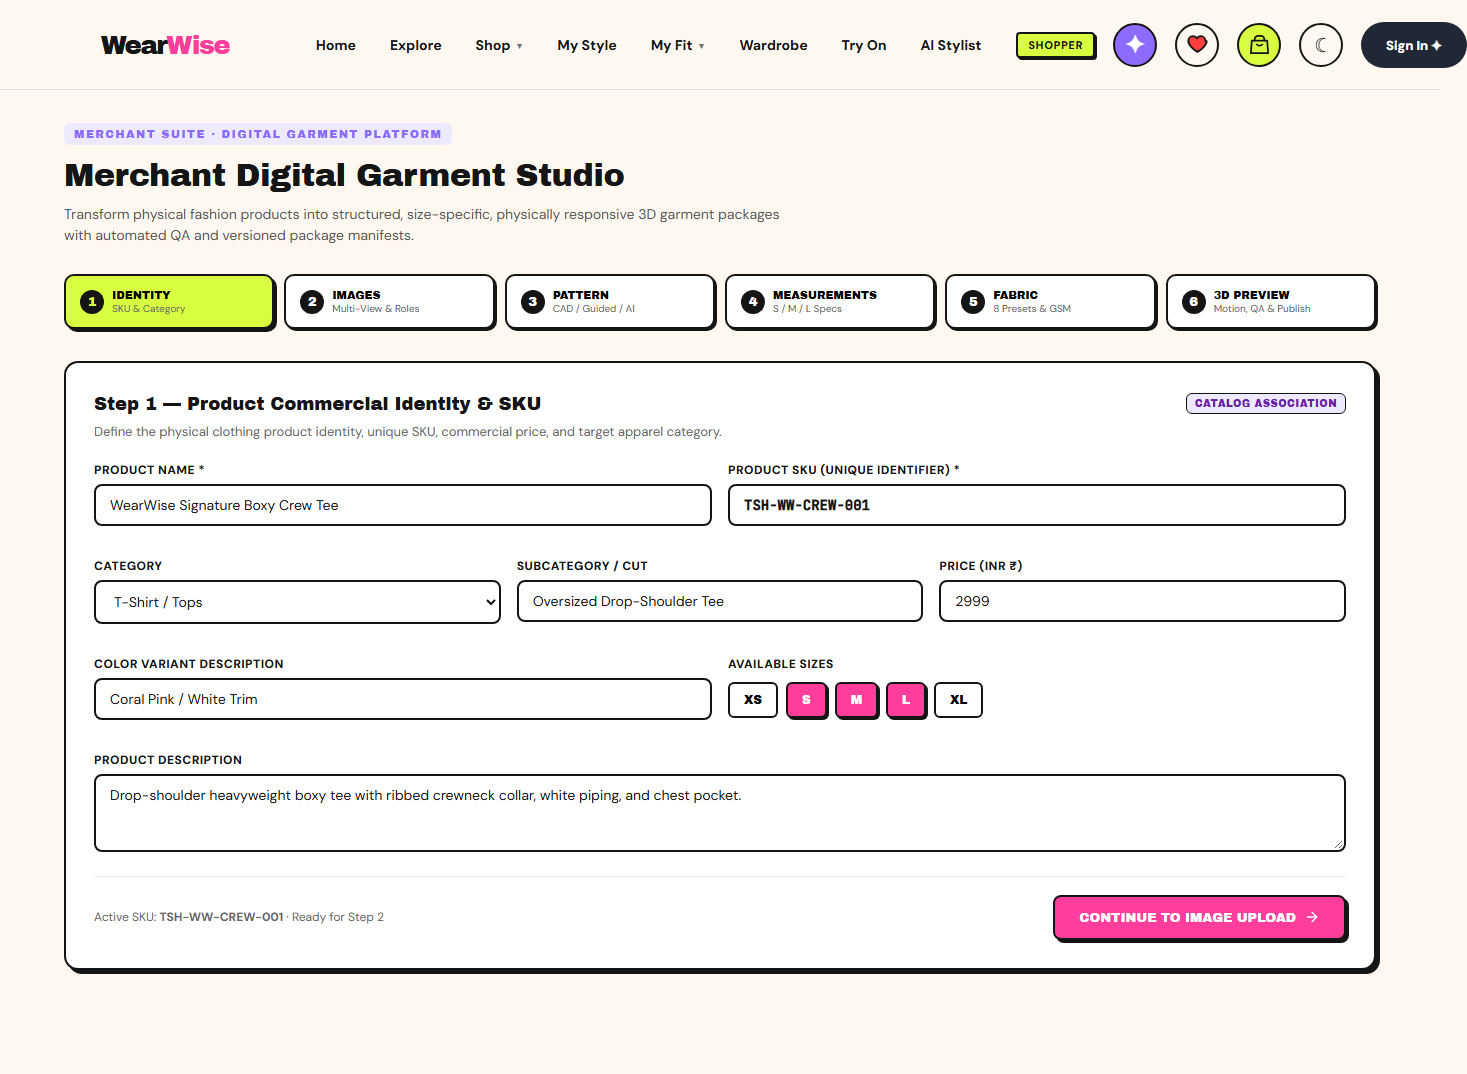 WearWise
Home Explore Shop ▼ My Style My Fit ▼ Wardrobe Try On AI Stylist SHOPPER Sign In ✦
MERCHANT SUITE · DIGITAL GARMENT PLATFORM
Merchant Digital Garment Studio
Transform physical fashion products into structured, size-specific, physically responsive 3D garment packages
with automated QA and versioned package manifests.
1 IDENTITY
SKU & Category
2 IMAGES
Multi-View & Roles
3 PATTERN
CAD / Guided / AI
4 MEASUREMENTS
S / M / L Specs
5 FABRIC
8 Presets & GSM
6 3D PREVIEW
Motion, QA & Publish
Step 1 — Product Commercial Identity & SKU
CATALOG ASSOCIATION
Define the physical clothing product identity, unique SKU, commercial price, and target apparel category.
PRODUCT NAME *
WearWise Signature Boxy Crew Tee
PRODUCT SKU (UNIQUE IDENTIFIER) *
TSH-WW-CREW-001
CATEGORY
T-Shirt / Tops
SUBCATEGORY / CUT
Oversized Drop-Shoulder Tee
PRICE (INR ₹)
2999
COLOR VARIANT DESCRIPTION
Coral Pink / White Trim
AVAILABLE SIZES
XS S M L XL
PRODUCT DESCRIPTION
Drop-shoulder heavyweight boxy tee with ribbed crewneck collar, white piping, and chest pocket.
Active SKU: TSH-WW-CREW-001 · Ready for Step 2
CONTINUE TO IMAGE UPLOAD →